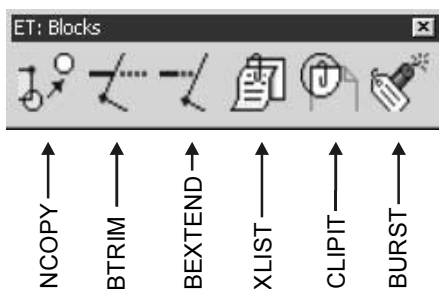 ET: Blocks
NCOPY
BTRIM
BEXTEND
XLIST
CLIPIT
BURST